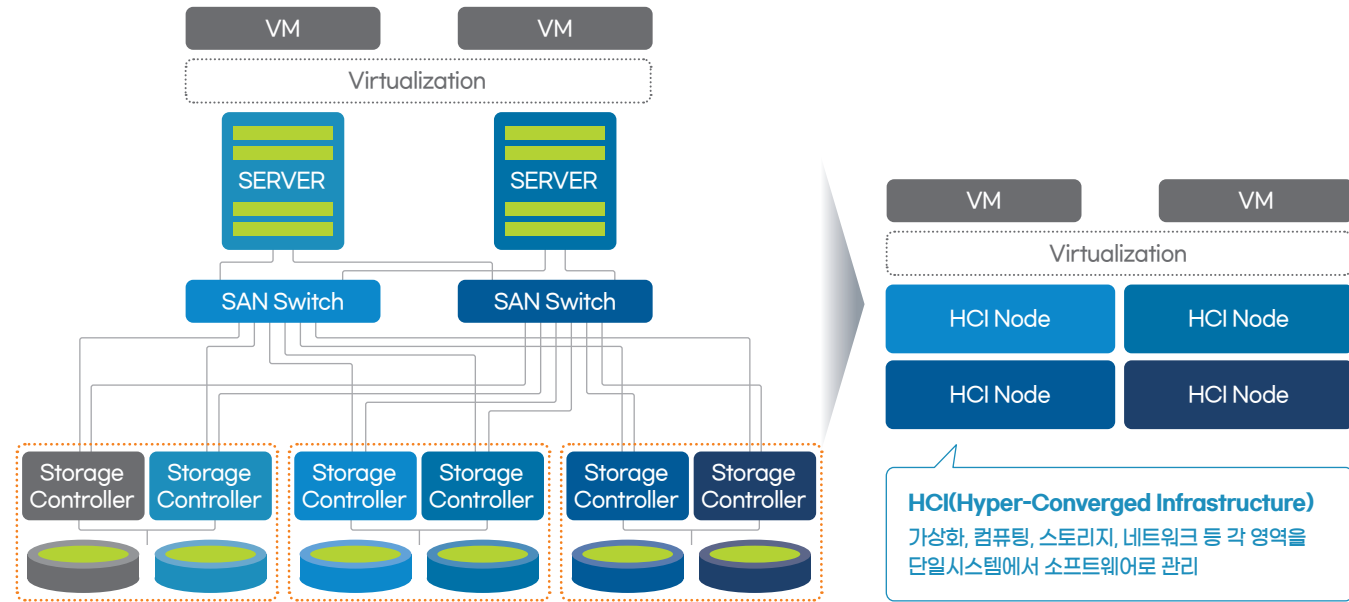 VM
VM
Virtualization
SERVER
SERVER
SAN Switch
SAN Switch
Storage
Controller
Storage
Controller
Storage
Controller
Storage
Controller
Storage
Controller
Storage
Controller
VM
VM
Virtualization
HCI Node
HCI Node
HCI Node
HCI Node
HCI(Hyper-Converged Infrastructure)
가상화, 컴퓨팅, 스토리지, 네트워크 등 각 영역을
단일시스템에서 소프트웨어로 관리